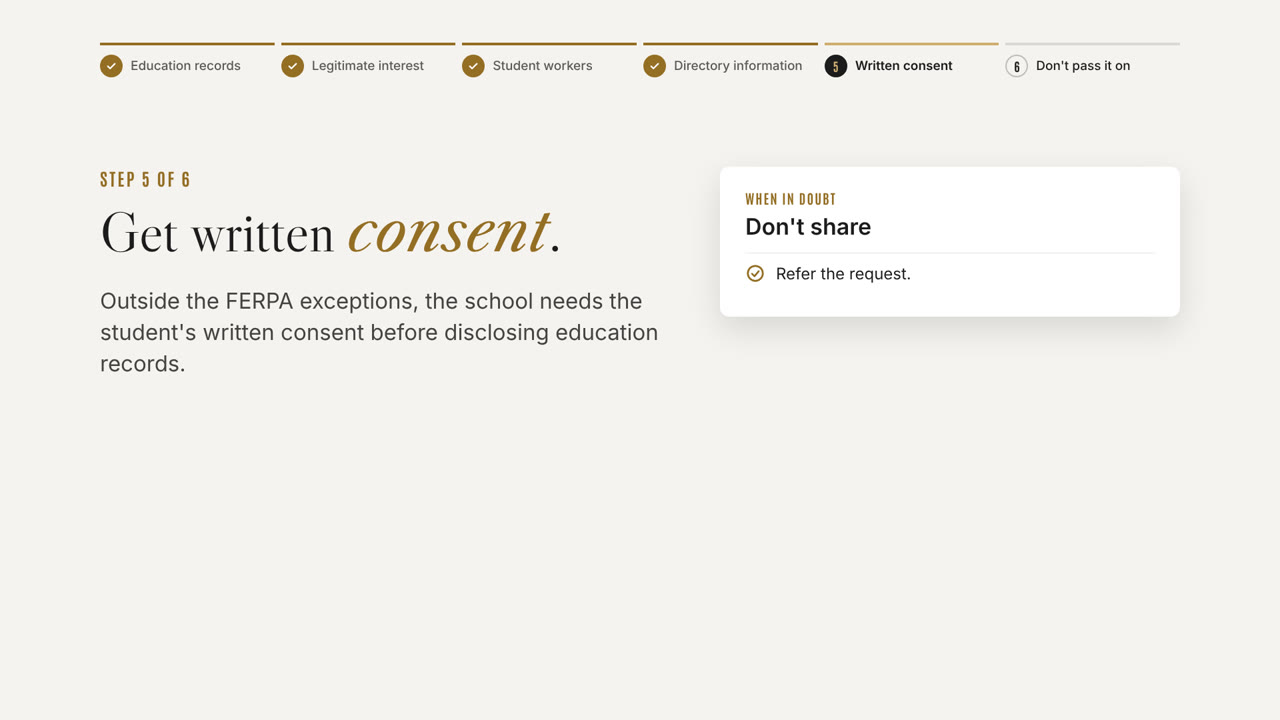 Education records
Legitimate interest
Student workers
Directory information
5 Written consent
6 Don't pass it on
STEP 5 OF 6
Get written consent.
Outside the FERPA exceptions, the school needs the
student's written consent before disclosing education
records.
WHEN IN DOUBT
Don't share
Refer the request.